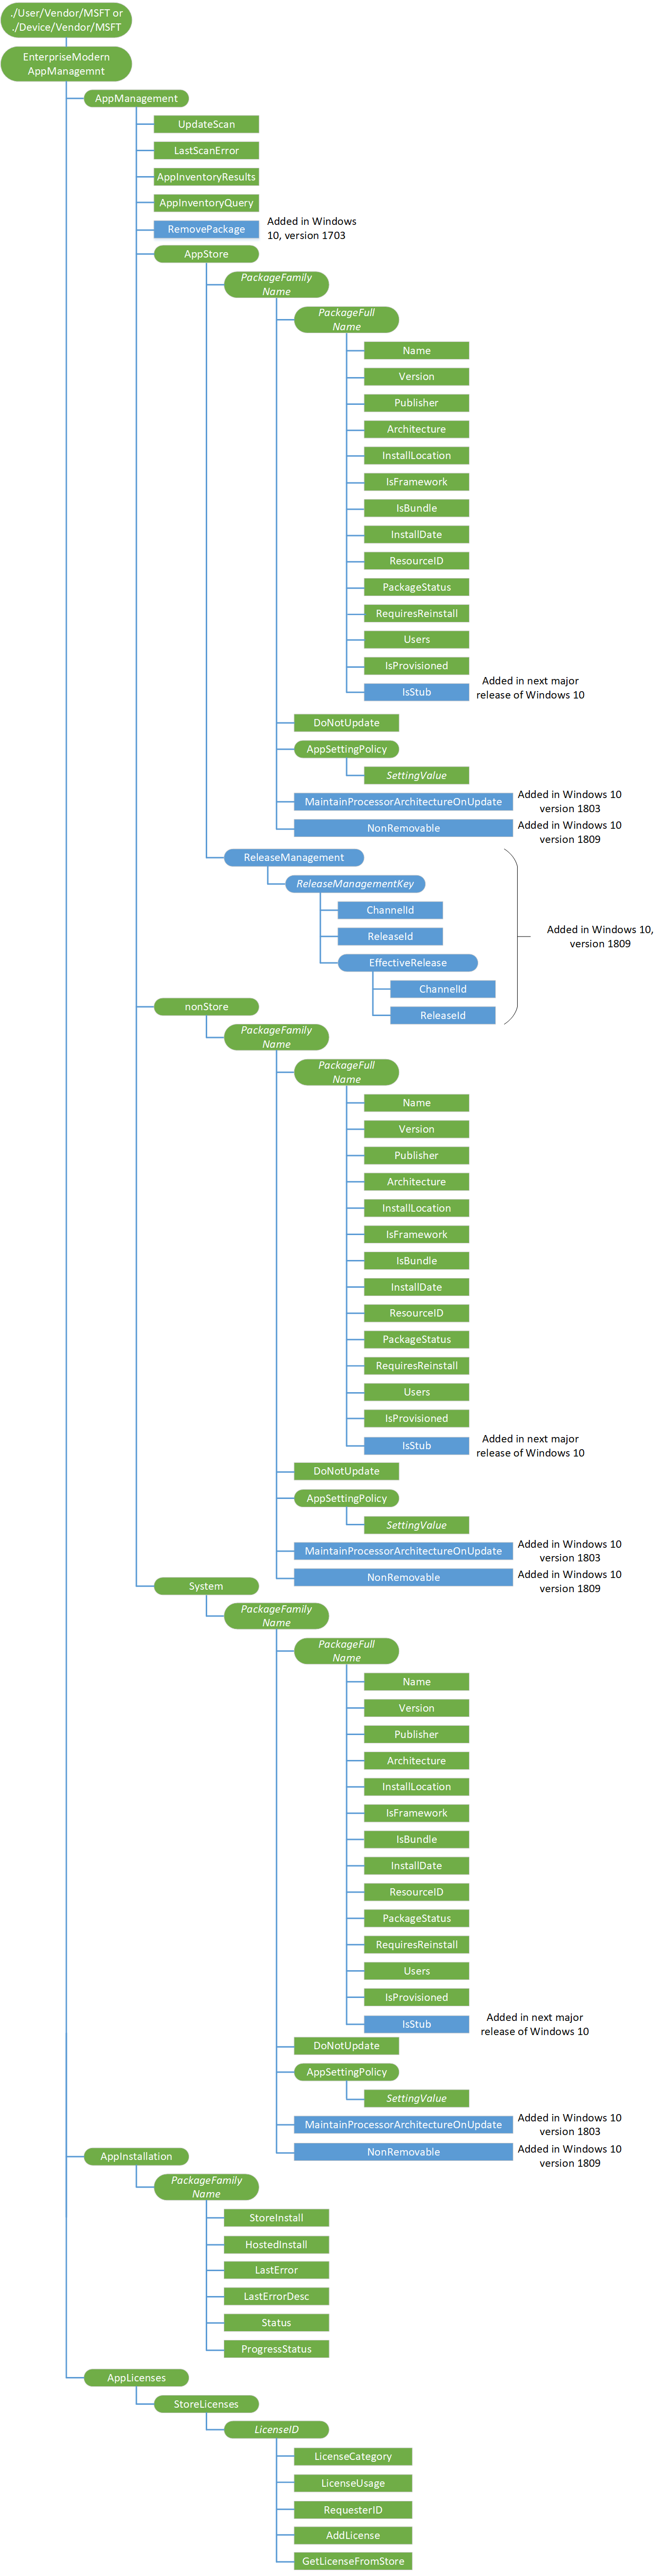 ./User/Vendor/MSFT or
./Device/Vendor/MSFT
EnterpriseModern
AppManagemnt
AppManagement
UpdateScan
LastScanError
AppInventoryResults
AppInventoryQuery
RemovePackage
Added in Windows
10, version 1703
AppStore
PackageFamily
Name
PackageFull
Name
Name
Version
Publisher
Architecture
InstallLocation
IsFramework
IsBundle
InstallDate
ResourceID
PackageStatus
RequiresReinstall
Users
IsProvisioned
IsStub
Added in next major
release of Windows 10
DoNotUpdate
AppSettingPolicy
SettingValue
MaintainProcessorArchitectureOnUpdate
Added in Windows 10
version 1803
NonRemovable
Added in Windows 10
version 1809
ReleaseManagement
ReleaseManagementKey
ChannelId
ReleaseId
EffectiveRelease
ChannelId
ReleaseId
Added in Windows 10,
version 1809
nonStore
PackageFamily
Name
PackageFull
Name
Name
Version
Publisher
Architecture
InstallLocation
IsFramework
IsBundle
InstallDate
ResourceID
PackageStatus
RequiresReinstall
Users
IsProvisioned
IsStub
Added in next major
release of Windows 10
DoNotUpdate
AppSettingPolicy
SettingValue
MaintainProcessorArchitectureOnUpdate
Added in Windows 10
version 1803
NonRemovable
Added in Windows 10
version 1809
System
PackageFamily
Name
PackageFull
Name
Name
Version
Publisher
Architecture
InstallLocation
IsFramework
IsBundle
InstallDate
ResourceID
PackageStatus
RequiresReinstall
Users
IsProvisioned
IsStub
Added in next major
release of Windows 10
DoNotUpdate
AppSettingPolicy
SettingValue
MaintainProcessorArchitectureOnUpdate
Added in Windows 10
version 1803
NonRemovable
Added in Windows 10
version 1809
AppInstallation
PackageFamily
Name
StoreInstall
HostedInstall
LastError
LastErrorDesc
Status
ProgressStatus
AppLicenses
StoreLicenses
LicenseID
LicenseCategory
LicenseUsage
RequesterID
AddLicense
GetLicenseFromStore